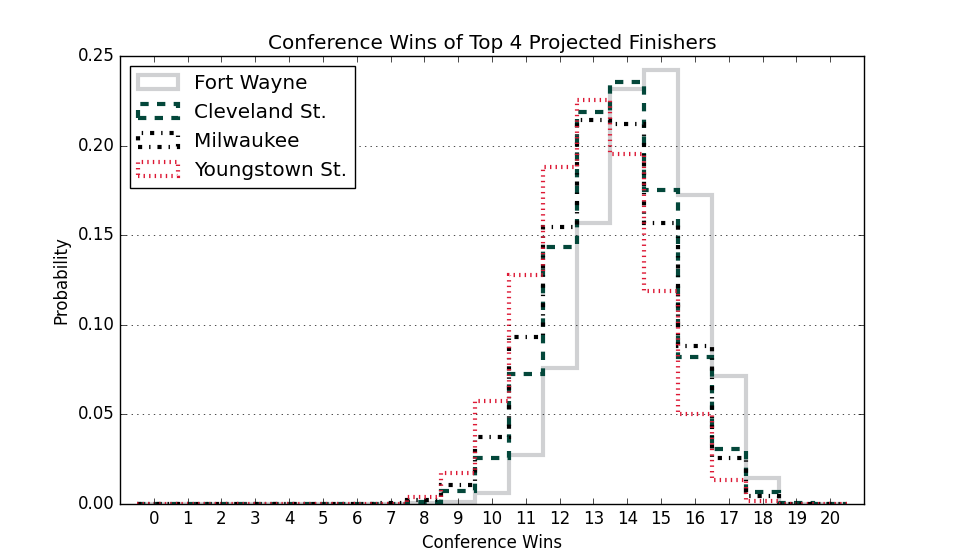 Conference Wins of Top 4 Projected Finishers
Fort Wayne
Cleveland St.
Milwaukee
Youngstown St.
Probability
0.25
0.20
0.15
0.10
0.05
0.00
0 1 2 3 4 5 6 7 8 9 10 11 12 13 14 15 16 17 18 19 20
Conference Wins